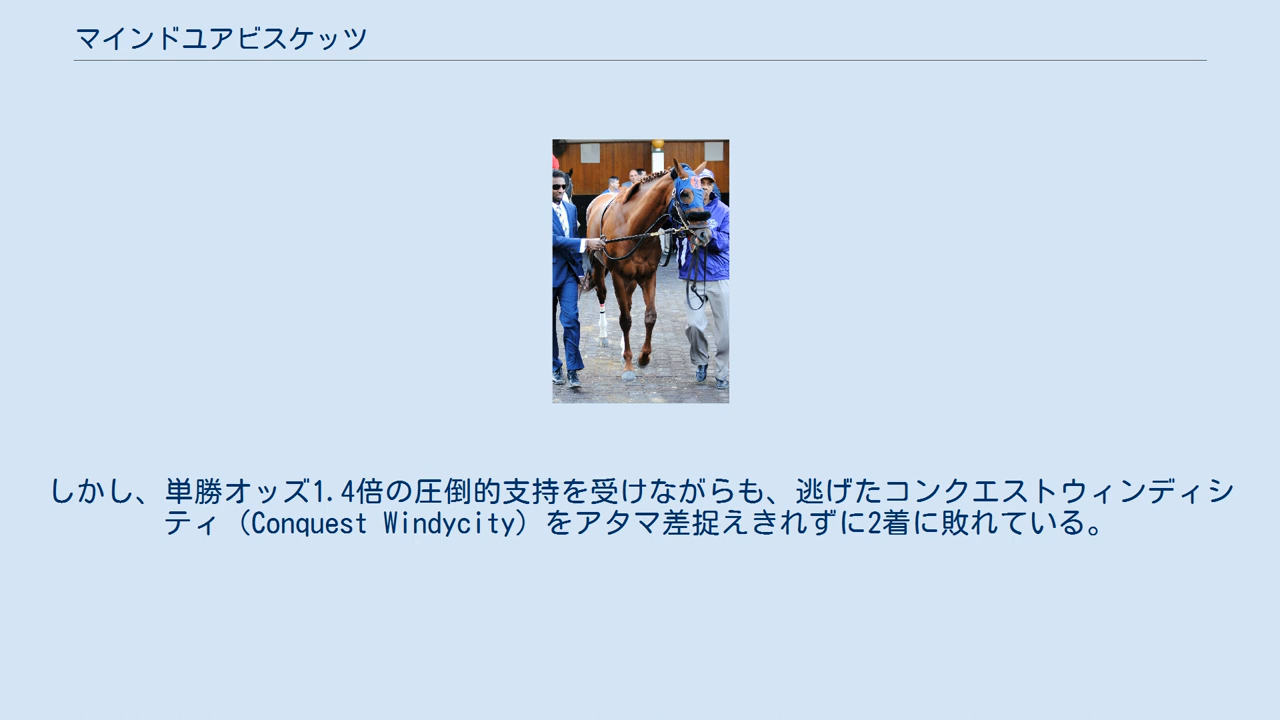 マインドユアビスケッツ
しかし、単勝オッズ1.4倍の圧倒的支持を受けながらも、逃げたコンクエストウィンディシ
ティ（Conquest Windycity）をアタマ差捉えきれずに2着に敗れている。